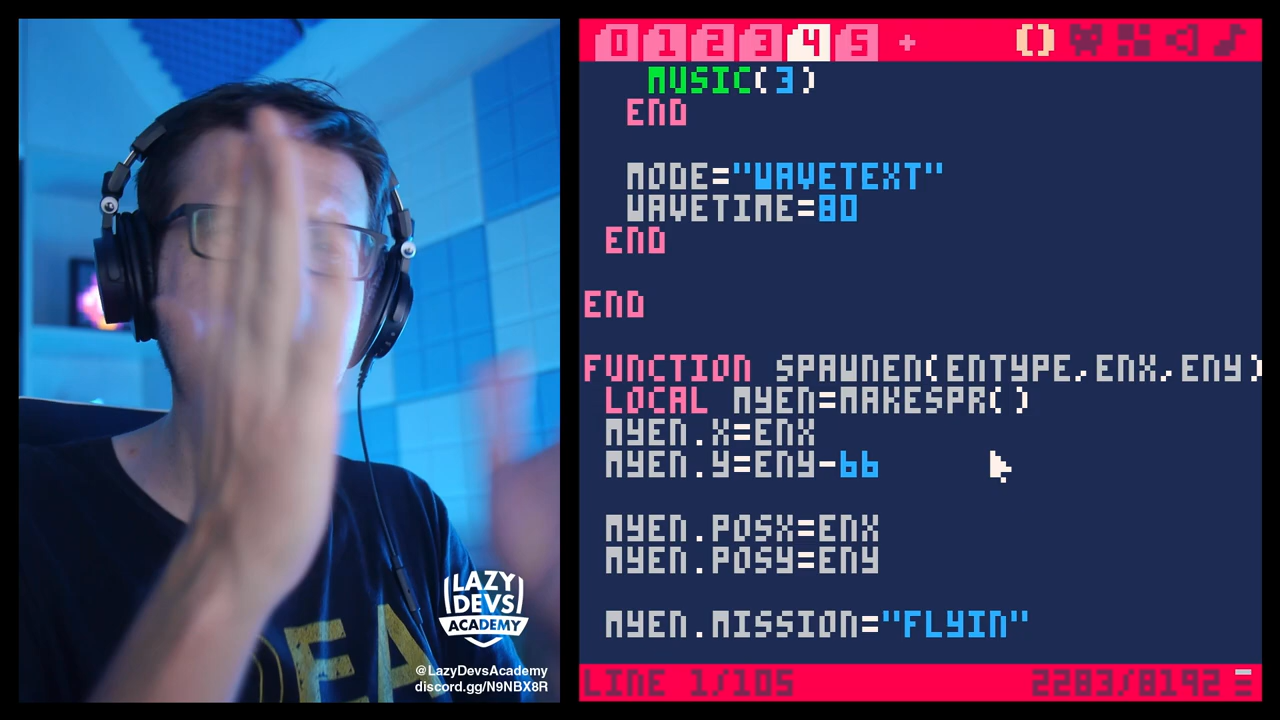 LAZY
DEVS
ACADEMY
@LazyDevsAcademy
discord.gg/N9NBX8R
0 1 2 3 4 5 +
MUSIC(3)
END
MODE="WAVETEXT"
WAVETIME=80
END
END
FUNCTION SPAWNEN(ENTYPE,ENX,ENY)
LOCAL MYEN=MAKESPR()
MYEN.X=ENX
MYEN.Y=ENY-66
MYEN.POSX=ENX
MYEN.POSY=ENY
MYEN.MISSION="FLYIN"
LINE 1/105
2283/8192